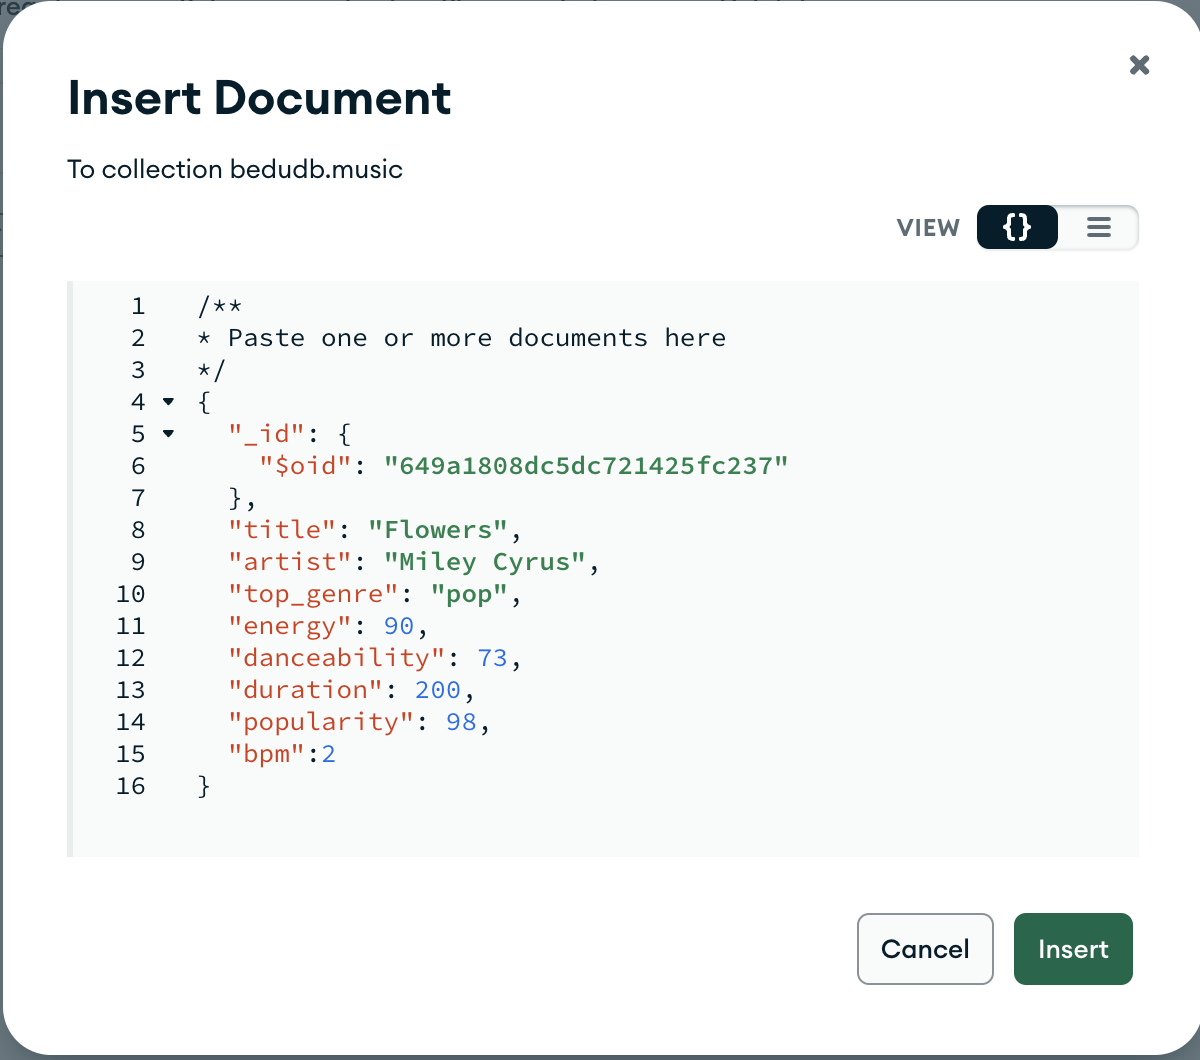 Insert Document
To collection bedudb.music
VIEW {}
1 /**
2 * Paste one or more documents here
3 */
4 {
5 "_id": {
6 "$oid": "649a1808dc5dc721425fc237"
7 },
8 "title": "Flowers",
9 "artist": "Miley Cyrus",
10 "top_genre": "pop",
11 "energy": 90,
12 "danceability": 73,
13 "duration": 200,
14 "popularity": 98,
15 "bpm":2
16 }
Cancel Insert